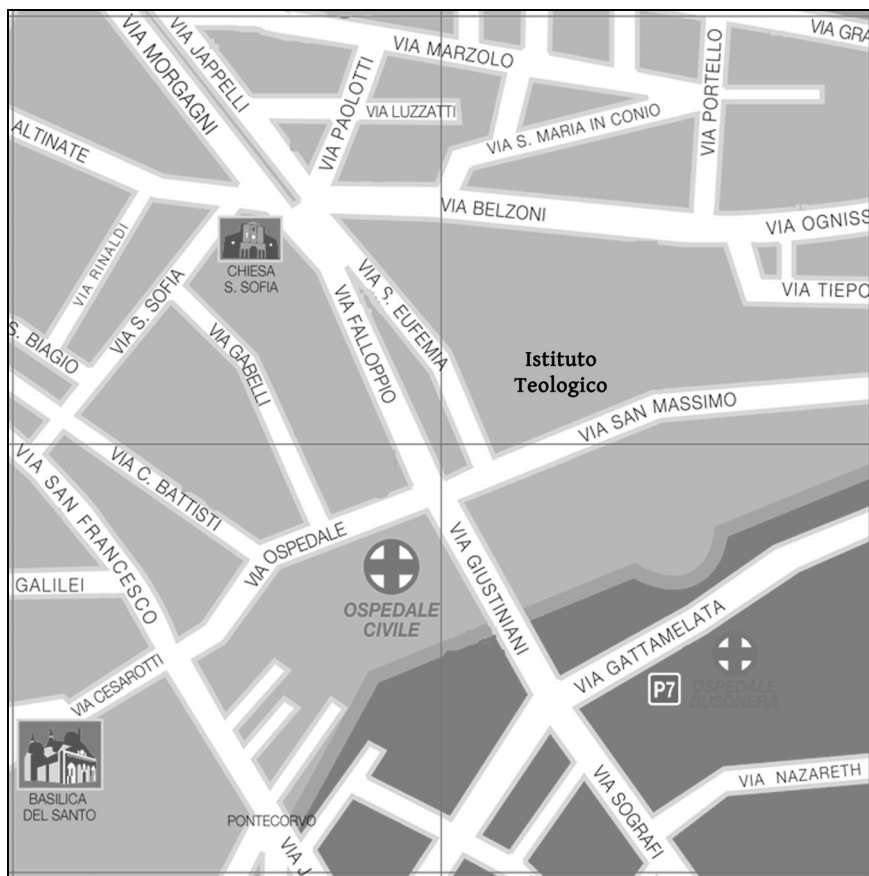 VIA MORGAGNI
VIA JAPPELLI
VIA MARZOLO
VIA PORTELLO
VIA GRA
VIA PAOLOTTI
VIA LUZZATTI
VIA S. MARIA IN CONIO
ALTINATE
VIA BELZONI
VIA OGNISS
VIA RINALDI
CHIESA
S. SOFIA
VIA S. SOFIA
VIA S. EUFEMIA
VIA TIEPO
S. BIAGIO
VIA GABELLI
VIA FALLOPPIO
Istituto
Teologico
VIA SAN MASSIMO
VIA SAN FRANCESCO
VIA C. BATTISTI
VIA OSPEDALE
VIA GIUSTINIANI
GALILEI
OSPEDALE
CIVILE
VIA GATTAMELATA
VIA CESAROTTI
P7
OSPEDALE
BUSONERA
BASILICA
DEL SANTO
PONTECORVO
VIA J
VIA SOGRAFI
VIA NAZARETH